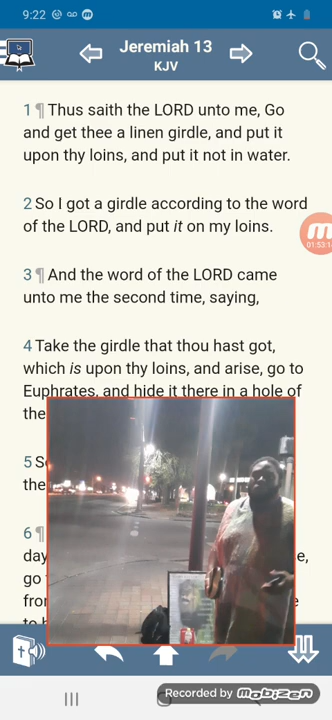 9:22
Jeremiah 13
KJV
1 ¶ Thus saith the LORD unto me, Go
and get thee a linen girdle, and put it
upon thy loins, and put it not in water.
2 So I got a girdle according to the word
of the LORD, and put it on my loins.
01:53:1
3 ¶ And the word of the LORD came
unto me the second time, saying,
4 Take the girdle that thou hast got,
which is upon thy loins, and arise, go to
Euphrates, and hide it there in a hole of
the
5 S
the
6 ¶
day
e,
go
fro
e
to
Recorded by Mobizen